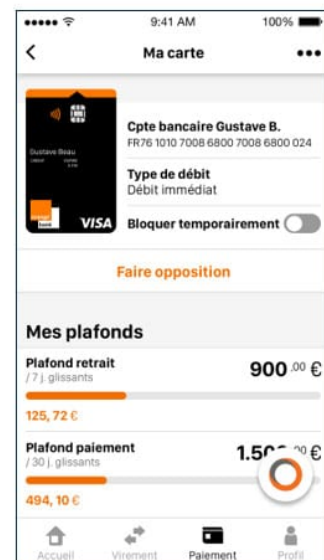 9:41 AM
100%
Ma carte
Gustave Beau
orange
bank
VISA
Cpte bancaire Gustave B.
FR76 1010 7008 6800 7008 6800 024
Type de débit
Débit immédiat
Bloquer temporairement
Faire opposition
Mes plafonds
Plafond retrait
/ 7 j. glissants
900,00 €
125,72 €
Plafond paiement
/ 30 j. glissants
€
494,10 €
Accueil
Virement
Paiement
Profil